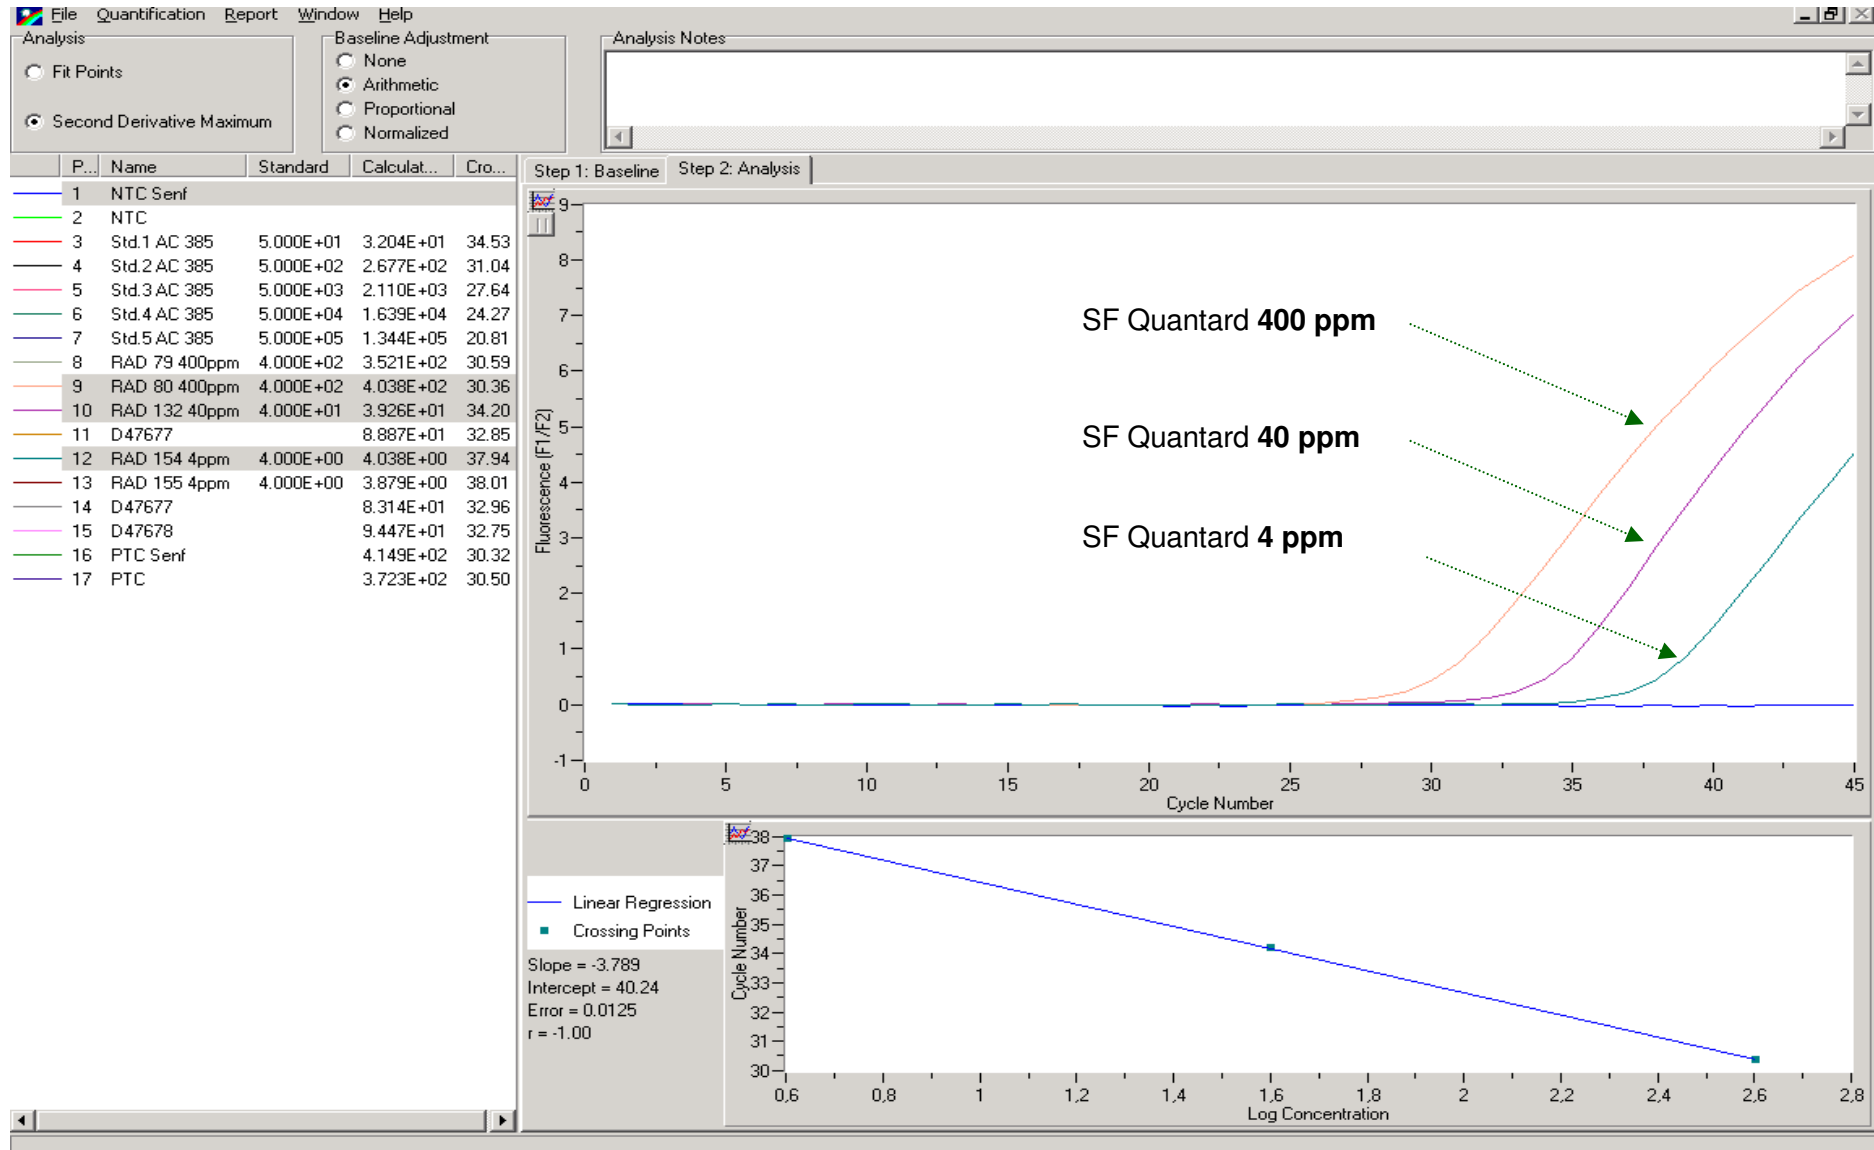 File Quantification Report Window Help
Analysis
Fit Points
Second Derivative Maximum
Baseline Adjustment
None
Arithmetic
Proportional
Normalized
Analysis Notes
P... Name Standard Calculat... Cro...
1 NTC Senf
2 NTC
3 Std.1 AC 385 5.000E+01 3.204E+01 34.53
4 Std.2 AC 385 5.000E+02 2.677E+02 31.04
5 Std.3 AC 385 5.000E+03 2.110E+03 27.64
6 Std.4 AC 385 5.000E+04 1.639E+04 24.27
7 Std.5 AC 385 5.000E+05 1.344E+05 20.81
8 RAD 79 400ppm 4.000E+02 3.521E+02 30.59
9 RAD 80 400ppm 4.000E+02 4.038E+02 30.36
10 RAD 132 40ppm 4.000E+01 3.926E+01 34.20
11 D47677 8.887E+01 32.85
12 RAD 154 4ppm 4.000E+00 4.038E+00 37.94
13 RAD 155 4ppm 4.000E+00 3.879E+00 38.01
14 D47677 8.314E+01 32.96
15 D47678 9.447E+01 32.75
16 PTC Senf 4.149E+02 30.32
17 PTC 3.723E+02 30.50
Step 1: Baseline Step 2: Analysis
9
8
7
6
5
4
3
2
1
0
-1
Fluorescence (F1/F2)
SF Quantard 400 ppm
SF Quantard 40 ppm
SF Quantard 4 ppm
0 5 10 15 20 25 30 35 40 45
Cycle Number
Linear Regression
Crossing Points
Slope = -3.789
Intercept = 40.24
Error = 0.0125
r = -1.00
38
37
36
35
34
33
32
31
30
Cycle Number
0,6 0,8 1 1,2 1,4 1,6 1,8 2 2,2 2,4 2,6 2,8
Log Concentration